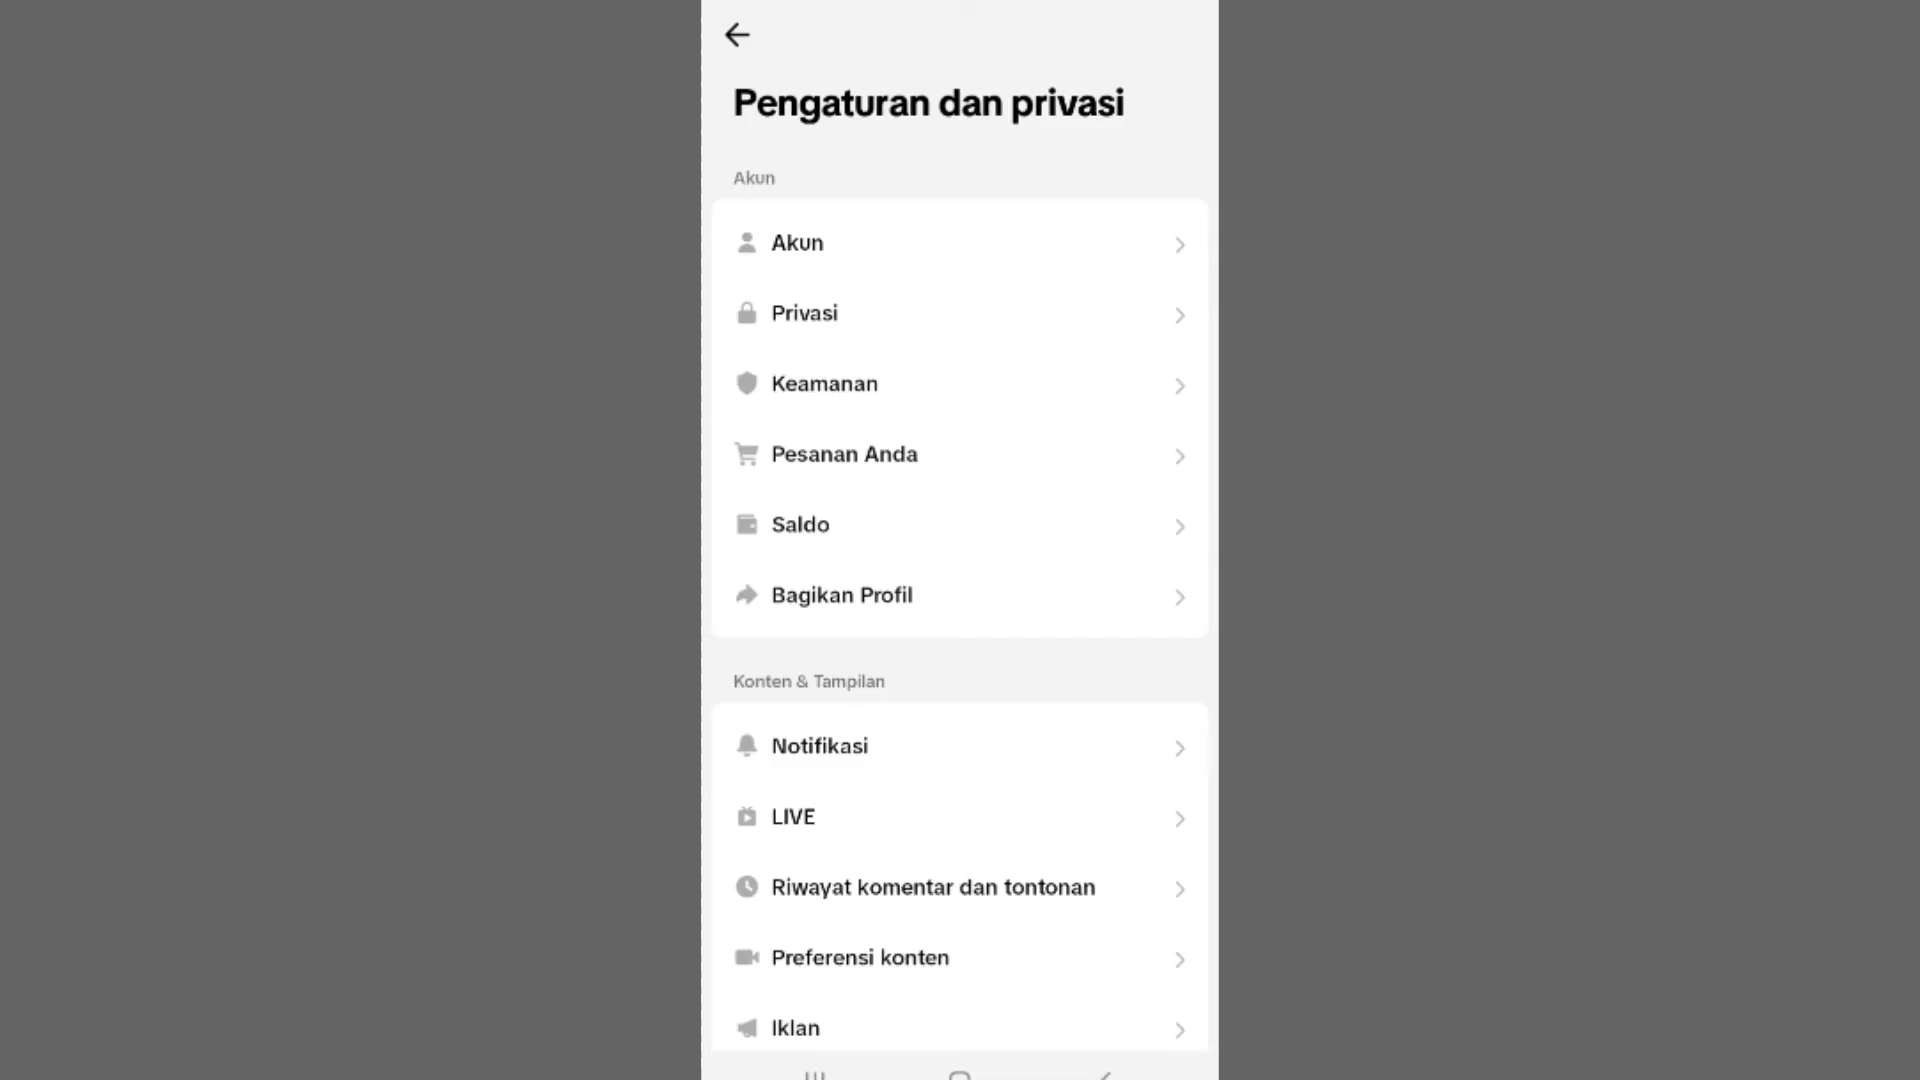 Pengaturan dan privasi
Akun
Akun
Privasi
Keamanan
Pesanan Anda
Saldo
Bagikan Profil
Konten & Tampilan
Notifikasi
LIVE
Riwayat komentar dan tontonan
Preferensi konten
Iklan